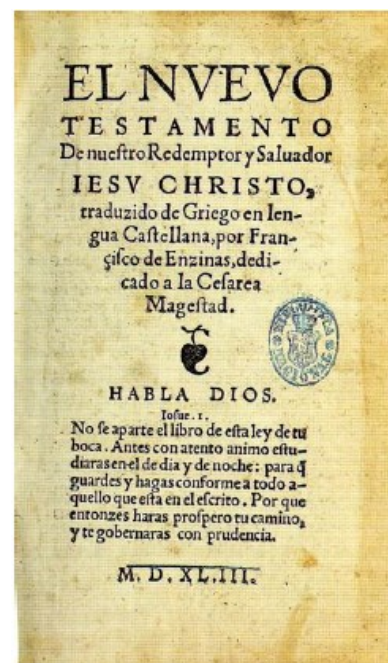 EL NVEVO
TESTAMENTO
De nueſtro Redemptor y Saluador
IESV CHRISTO,
traduzido de Griego en len-
gua Caſtellana, por Fran-
çiſco de Enzinas, dedi-
cado a la Ceſarea
Mageſtad.
HABLA DIOS.
Ioſue. 1.
No ſe aparte el libro de eſta ley de tu
boca. Antes con atento animo eſtu-
diaras en el de dia y de noche: para q̃
guardes y hagas conforme a todo a-
quello que eſta en el eſcrito. Por que
entonzes haras proſpero tu camino,
y te gobernaras con prudencia.
M. D. XLIII.